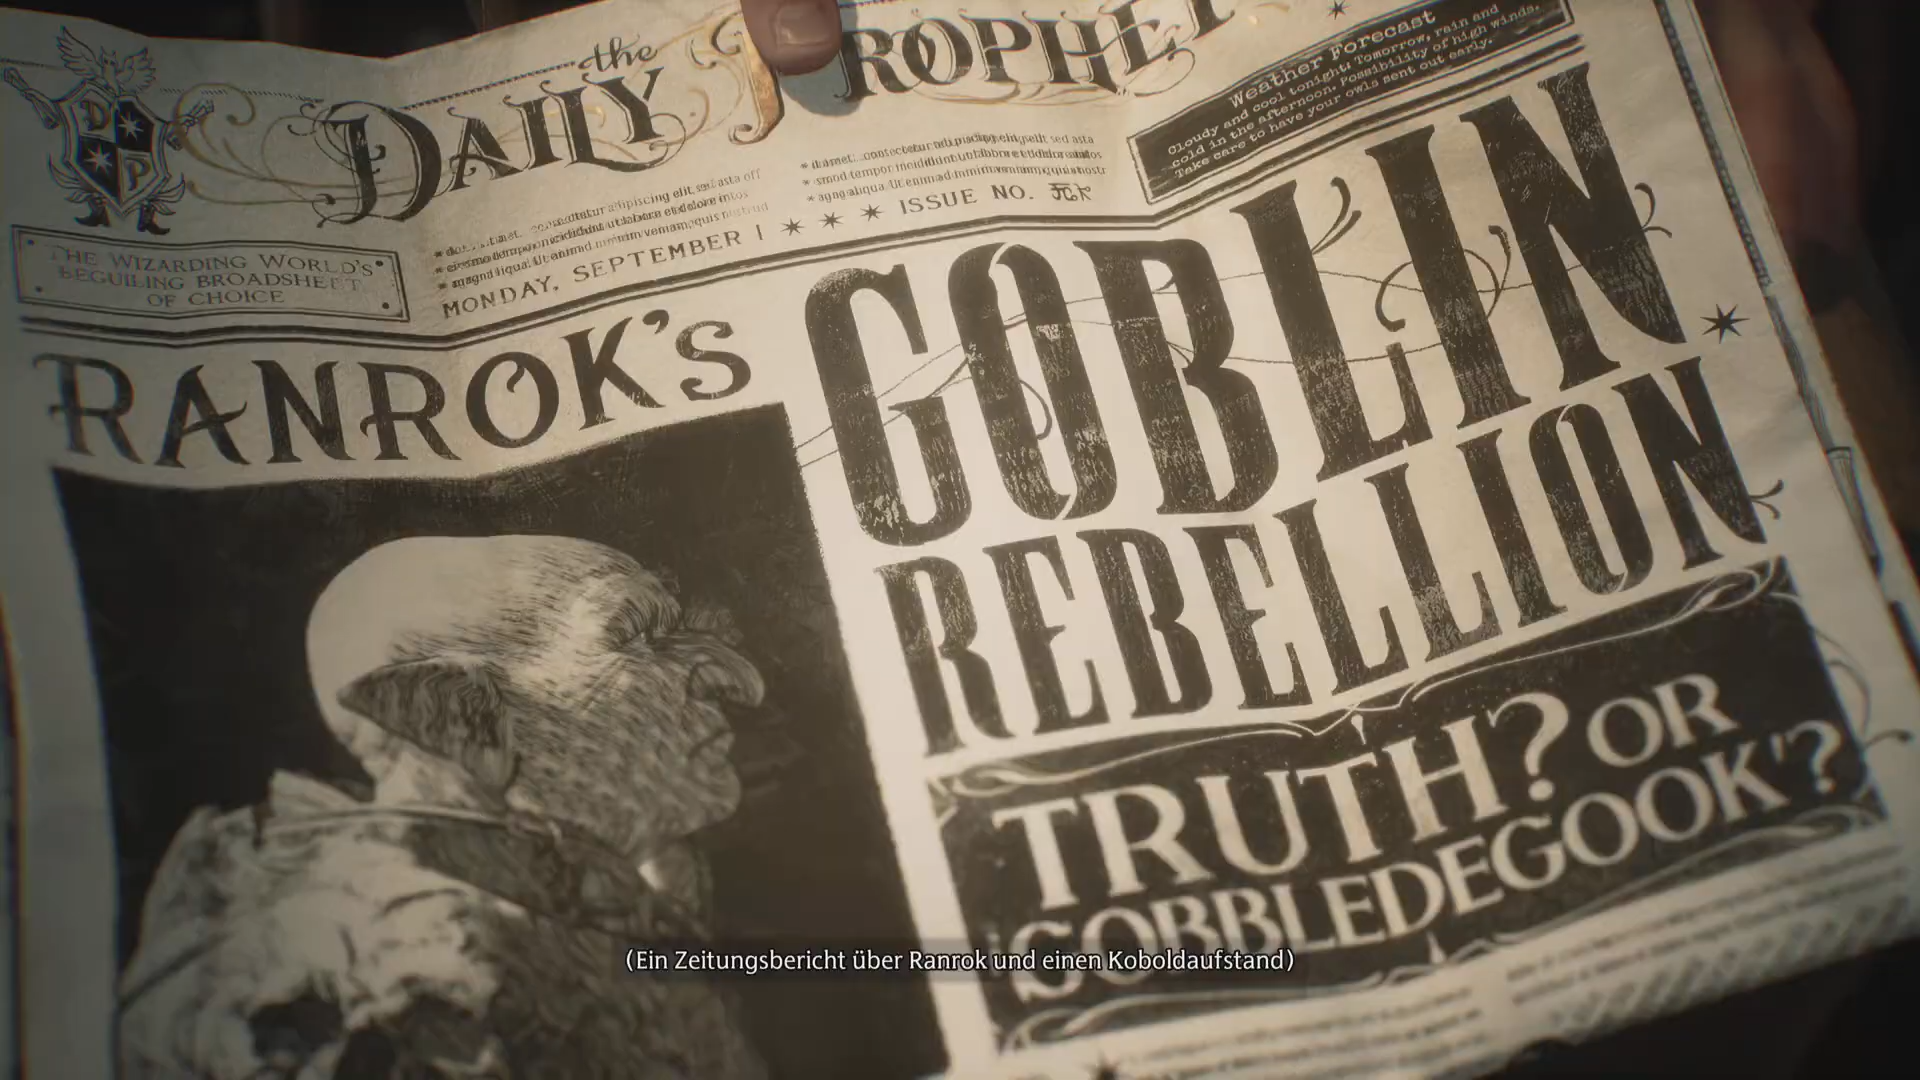 the
DAILY PROPHET
Weather Forecast
Cloudy and cool tonight; Tomorrow, rain and
cold in the afternoon. Possibility of high winds.
Take care to have your owls sent out early.
D
P
THE WIZARDING WORLD'S
BEGUILING BROADSHEET
OF CHOICE
MONDAY, SEPTEMBER 1
ISSUE NO.
RANROK'S
GOBLIN
REBELLION
TRUTH? OR
'GOBBLEDEGOOK'?
(Ein Zeitungsbericht über Ranrok und einen Koboldaufstand)